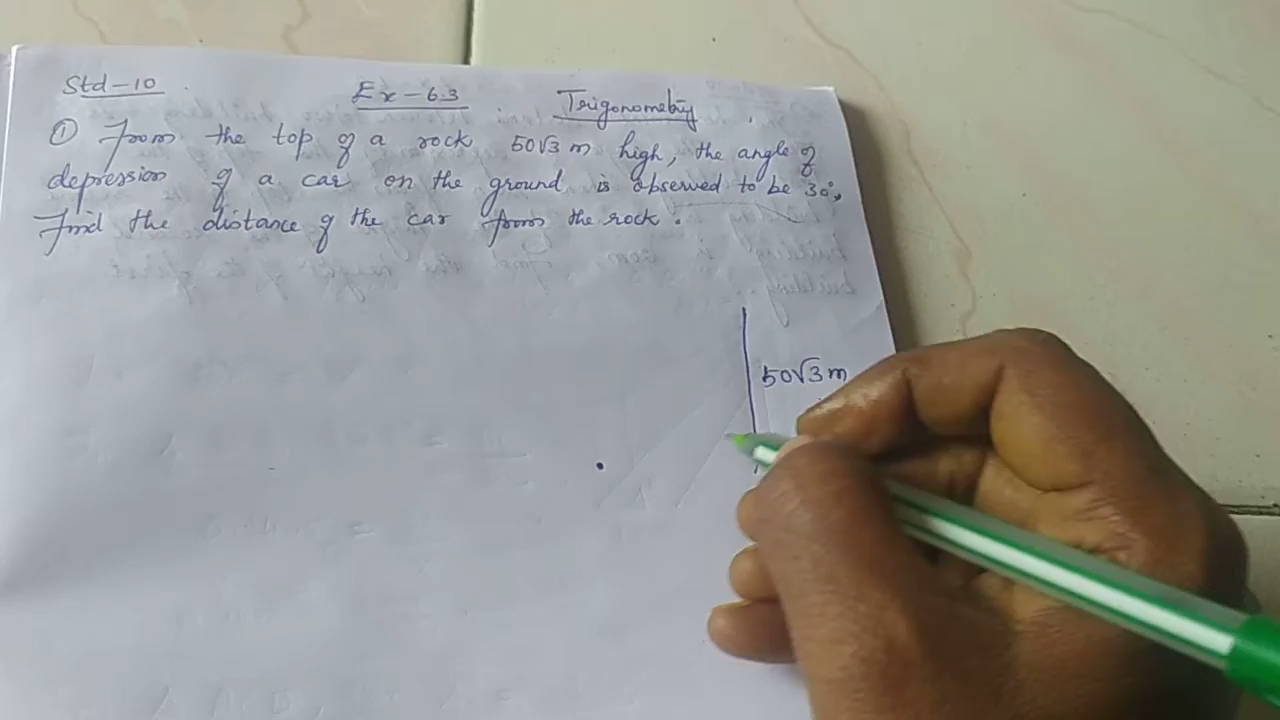 Std-10 Ex-6.3 Trigonometry
① From the top of a rock 50√3 m high, the angle of
depression of a car on the ground is observed to be 30°,
Find the distance of the car from the rock.
50√3 m